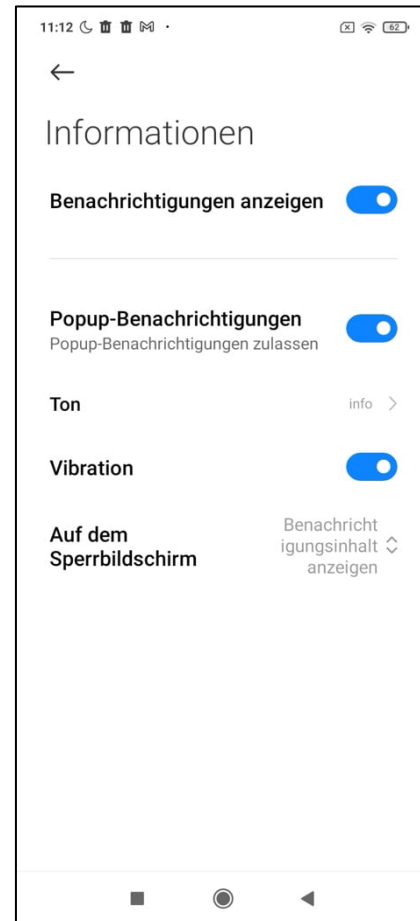 11:12
62
Informationen
Benachrichtigungen anzeigen
Popup-Benachrichtigungen
Popup-Benachrichtigungen zulassen
Ton
info
Vibration
Auf dem
Sperrbildschirm
Benachricht
igungsinhalt
anzeigen